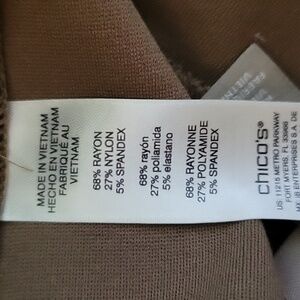 MADE IN VIETNAM
HECHO EN VIETNAM
FABRIQUÉ AU
VIETNAM
68% RAYON
27% NYLON
5% SPANDEX
68% rayón
27% poliamida
5% elastano
68% RAYONNE
27% POLYAMIDE
5% SPANDEX
chico's®
US 11215 METRO PARKWAY
FORT MYERS, FL 33966
ENTERPRISES S.A. DE